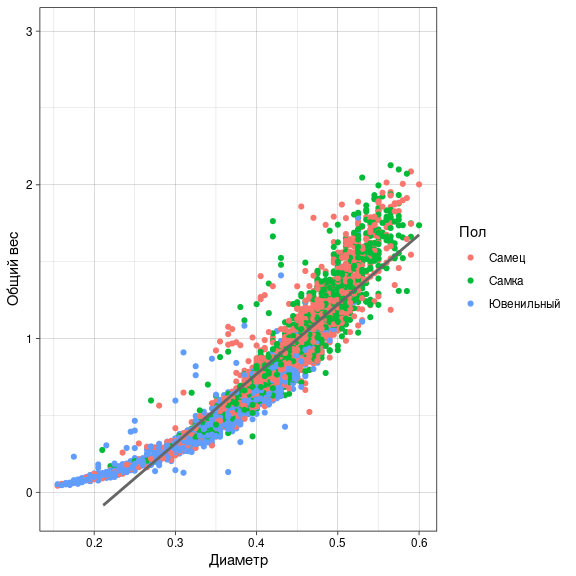 3
2
1
0
Общий вес
0.2 0.3 0.4 0.5 0.6
Диаметр
Пол
Самец
Самка
Ювенильный